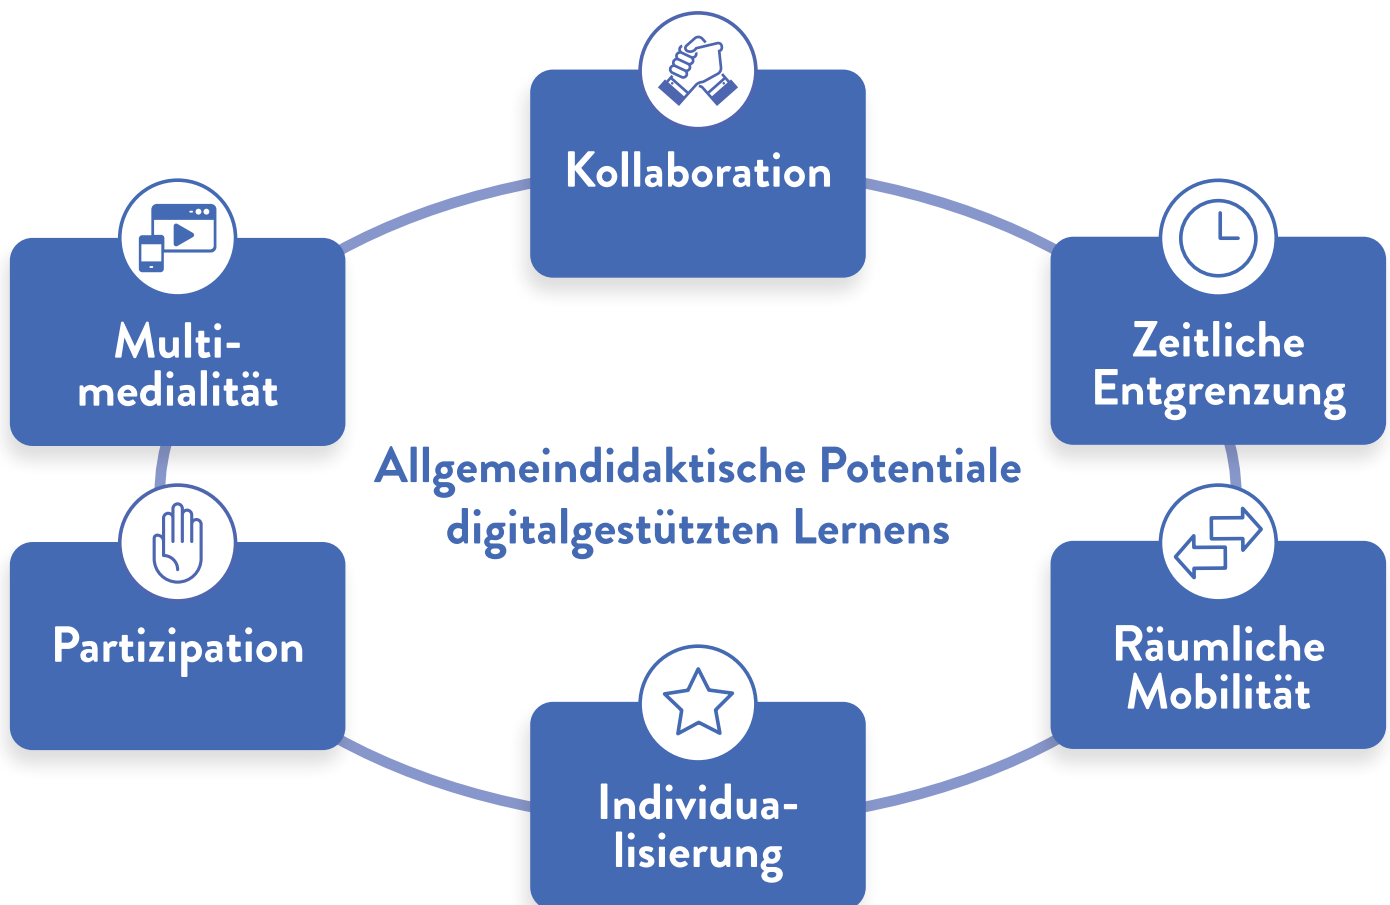 Kollaboration
Multi-
medialität
Zeitliche
Entgrenzung
Allgemeindidaktische Potentiale
digitalgestützten Lernens
Partizipation
Räumliche
Mobilität
Individua-
lisierung